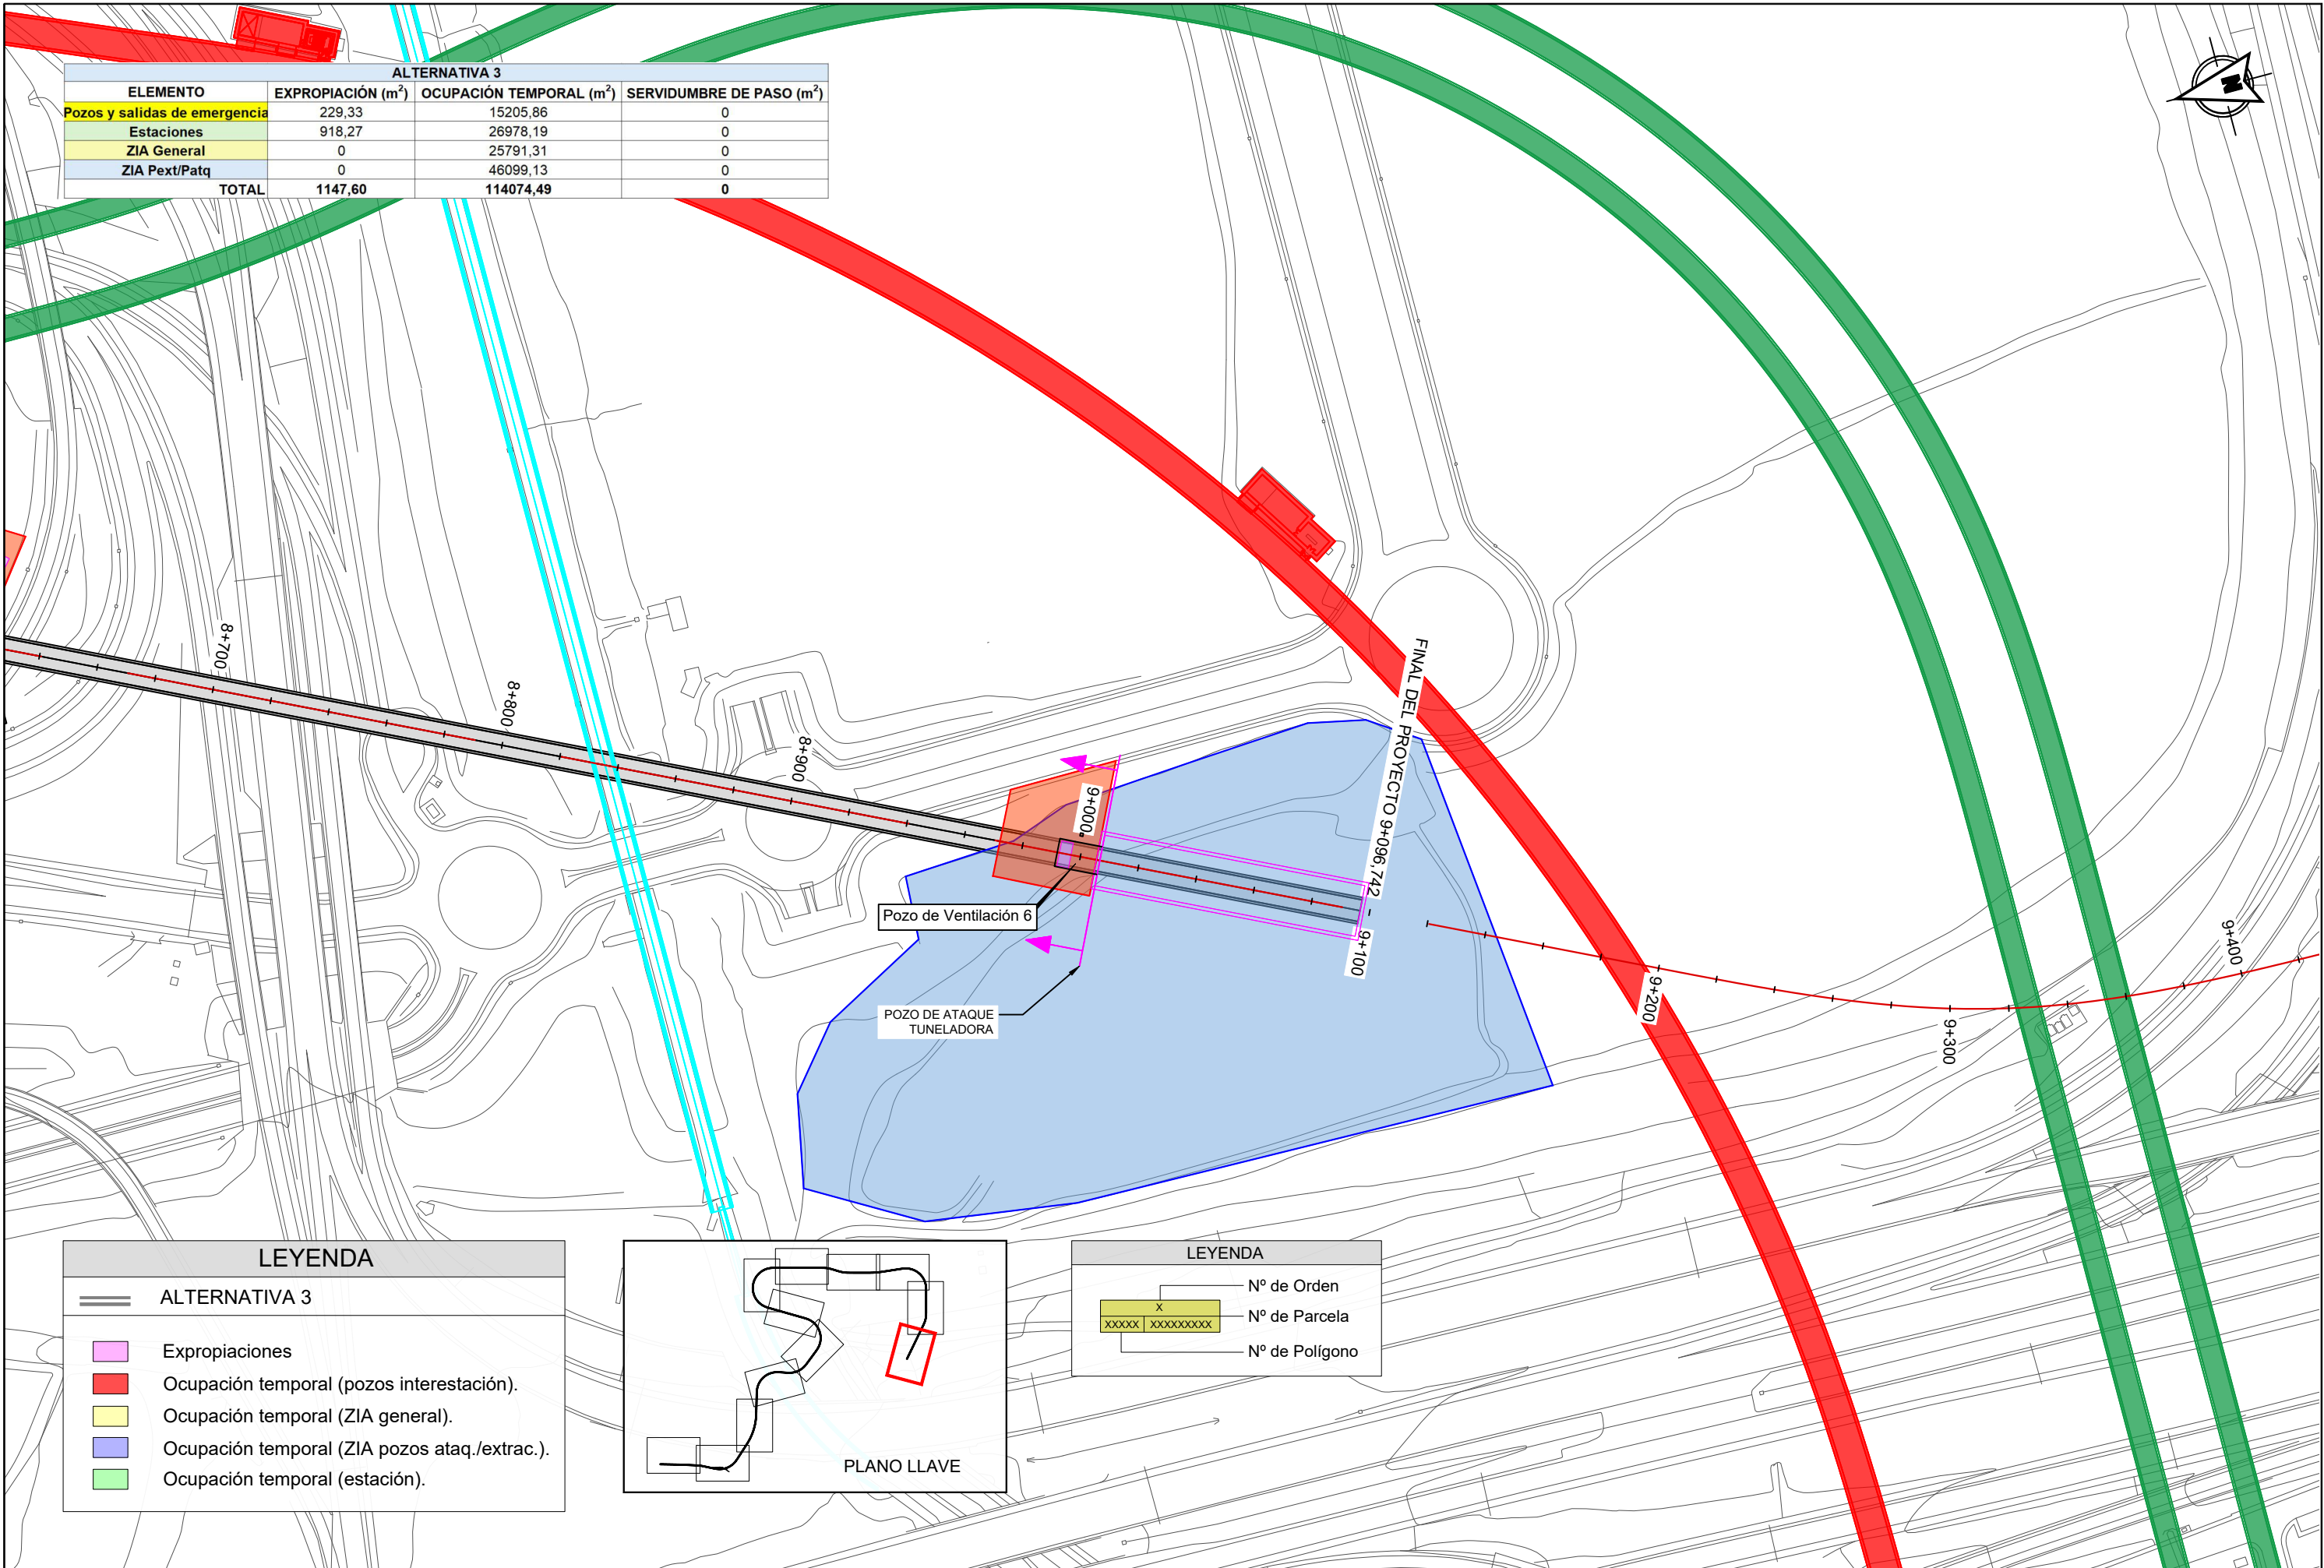 ALTERNATIVA 3
ELEMENTO EXPROPIACIÓN (m²) OCUPACIÓN TEMPORAL (m²) SERVIDUMBRE DE PASO (m²)
Pozos y salidas de emergencia 229,33 15205,86 0
Estaciones 918,27 26978,19 0
ZIA General 0 25791,31 0
ZIA Pext/Patq 0 46099,13 0
TOTAL 1147,60 114074,49 0
N
8+700
8+800
8+900
9+000
FINAL DEL PROYECTO 9+096,742
9+100
9+200
9+300
9+400
Pozo de Ventilación 6
POZO DE ATAQUE
TUNELADORA
LEYENDA
ALTERNATIVA 3
Expropiaciones
Ocupación temporal (pozos interestación).
Ocupación temporal (ZIA general).
Ocupación temporal (ZIA pozos ataq./extrac.).
Ocupación temporal (estación).
PLANO LLAVE
LEYENDA
Nº de Orden
X
Nº de Parcela
XXXXX XXXXXXXXX
Nº de Polígono